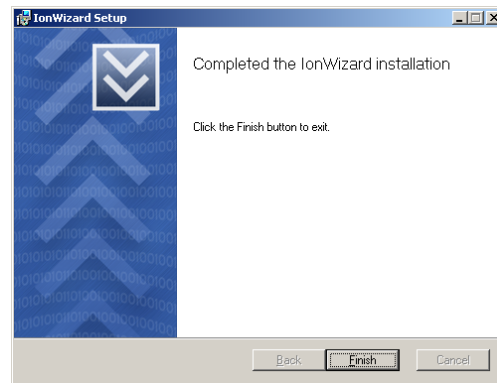 IonWizard Setup
Completed the IonWizard installation
Click the Finish button to exit.
Back Finish Cancel